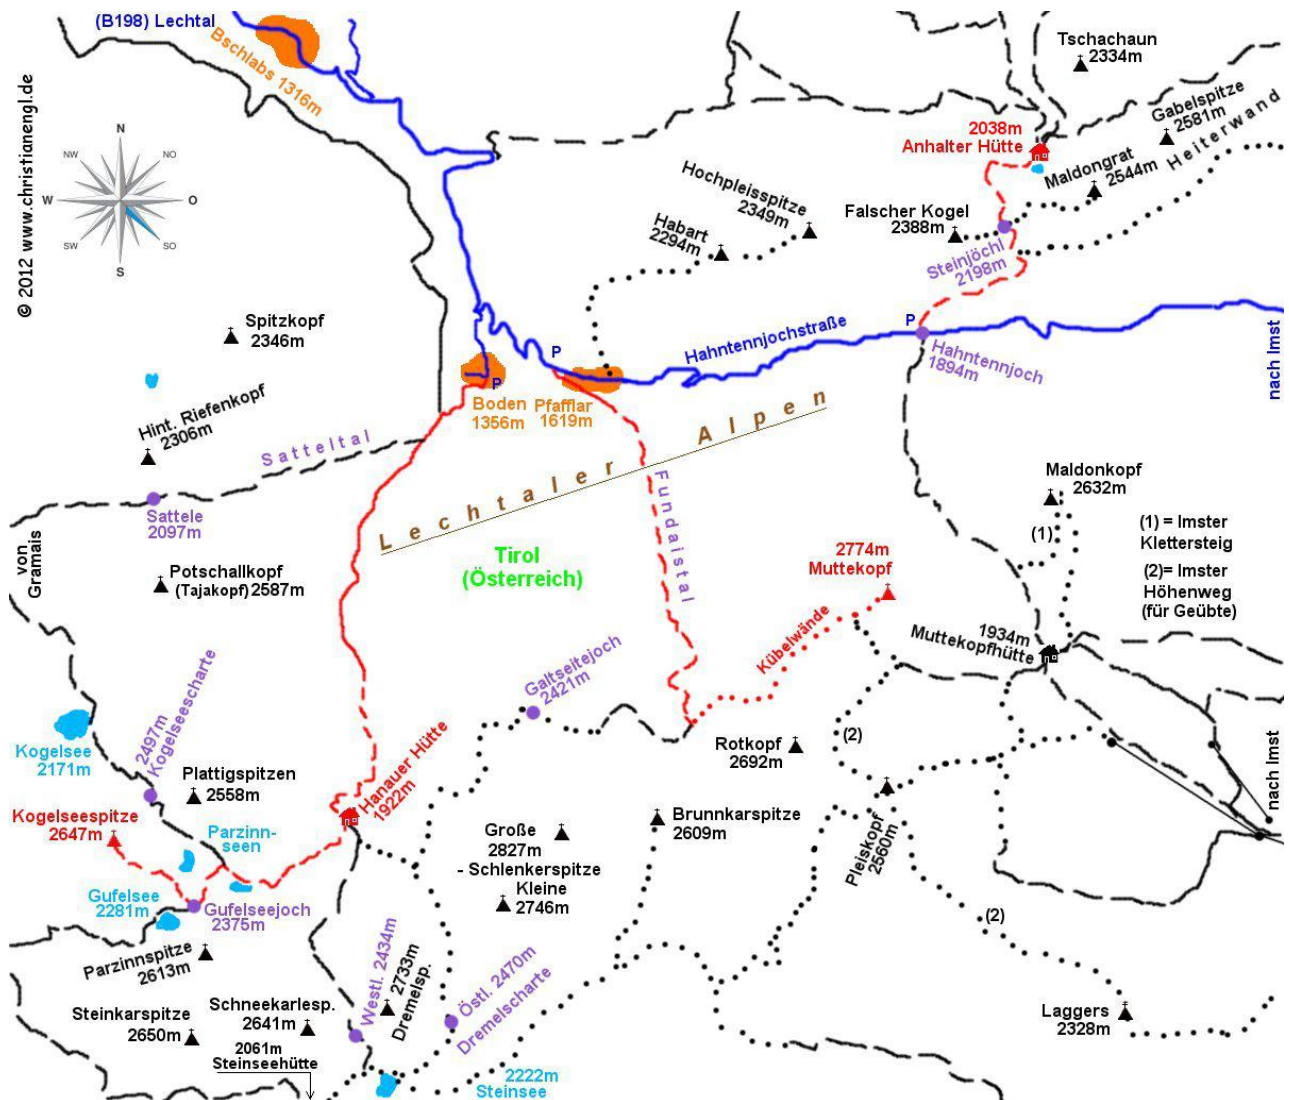 (B198) Lechtal
Bschlabs 1316m
© 2012 www.christianengl.de
N
NW
NO
W
O
SW
SO
S
Tschachaun
2334m
Gabelspitze
2581m
Heiterwand
2038m
Anhalter Hütte
Maldongrat
2544m
Hochpleisspitze
2349m
Habart
2294m
Falscher Kogel
2388m
Steinjöchl
2198m
Spitzkopf
2346m
P
Hahntennjochstraße
P
Hahntennjoch
1894m
nach Imst
P
Boden
1356m
Pfafflar
1619m
Hint. Riefenkopf
2306m
Satteltal
Lechtaler Alpen
Fundaistal
Sattele
2097m
von
Gramais
Maldonkopf
2632m
(1)
(1) = Imster
Klettersteig
(2)= Imster
Höhenweg
(für Geübte)
Tirol
(Österreich)
Potschallkopf
(Tajakopf) 2587m
2774m
Muttekopf
Kübelwände
1934m
Muttekopfhütte
Galtseitejoch
2421m
2497m
Kogelseescharte
Kogelsee
2171m
Plattigspitzen
2558m
Hanauer Hütte
1922m
Rotkopf
2692m
(2)
nach Imst
Kogelseespitze
2647m
Parzinn-
seen
Große
2827m
- Schlenkerspitze
Kleine
2746m
Brunnkarspitze
2609m
Pleiskopf
2560m
Gufelsee
2281m
Gufelseejoch
2375m
(2)
Parzinnspitze
2613m
Westl. 2434m
2733m
Dremelsp.
Östl. 2470m
Dremelscharte
Steinkarspitze
2650m
Schneekarlesp.
2641m
2061m
Steinseehütte
2222m
Steinsee
Laggers
2328m